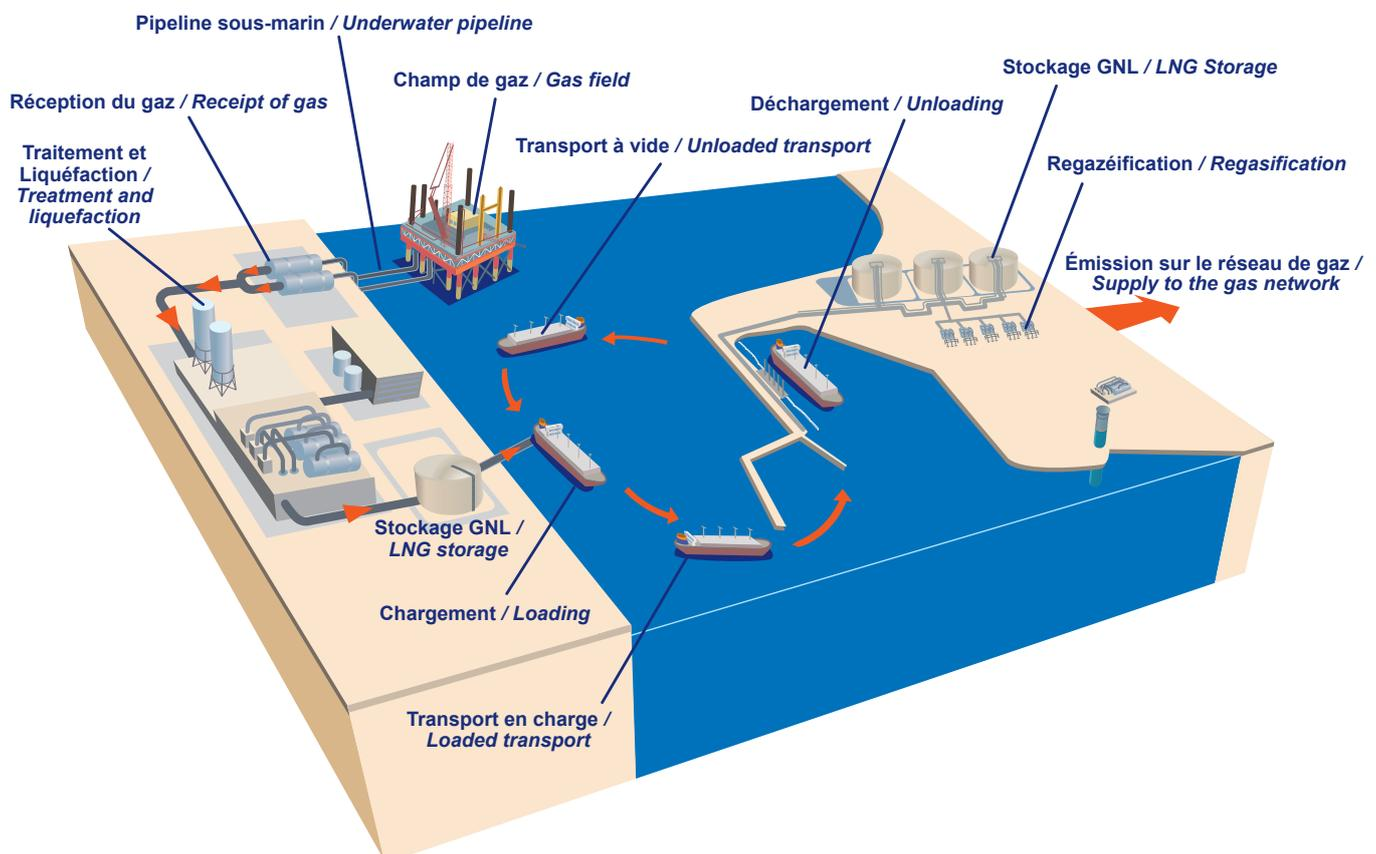 Pipeline sous-marin / Underwater pipeline
Champ de gaz / Gas field
Stockage GNL / LNG Storage
Réception du gaz / Receipt of gas
Déchargement / Unloading
Transport à vide / Unloaded transport
Traitement et
Liquéfaction /
Treatment and
liquefaction
Regazéification / Regasification
Émission sur le réseau de gaz /
Supply to the gas network
Stockage GNL /
LNG storage
Chargement / Loading
Transport en charge /
Loaded transport